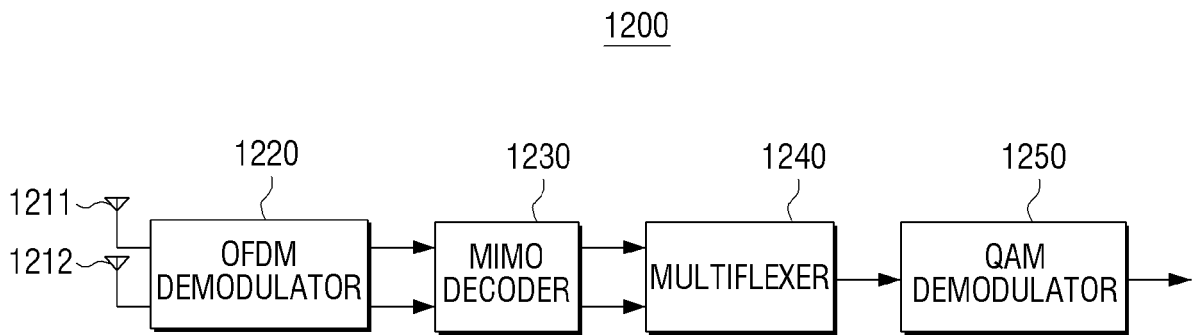 1200
1220
1230
1240
1250
1211
1212
OFDM
DEMODULATOR
MIMO
DECODER
MULTIFLEXER
QAM
DEMODULATOR